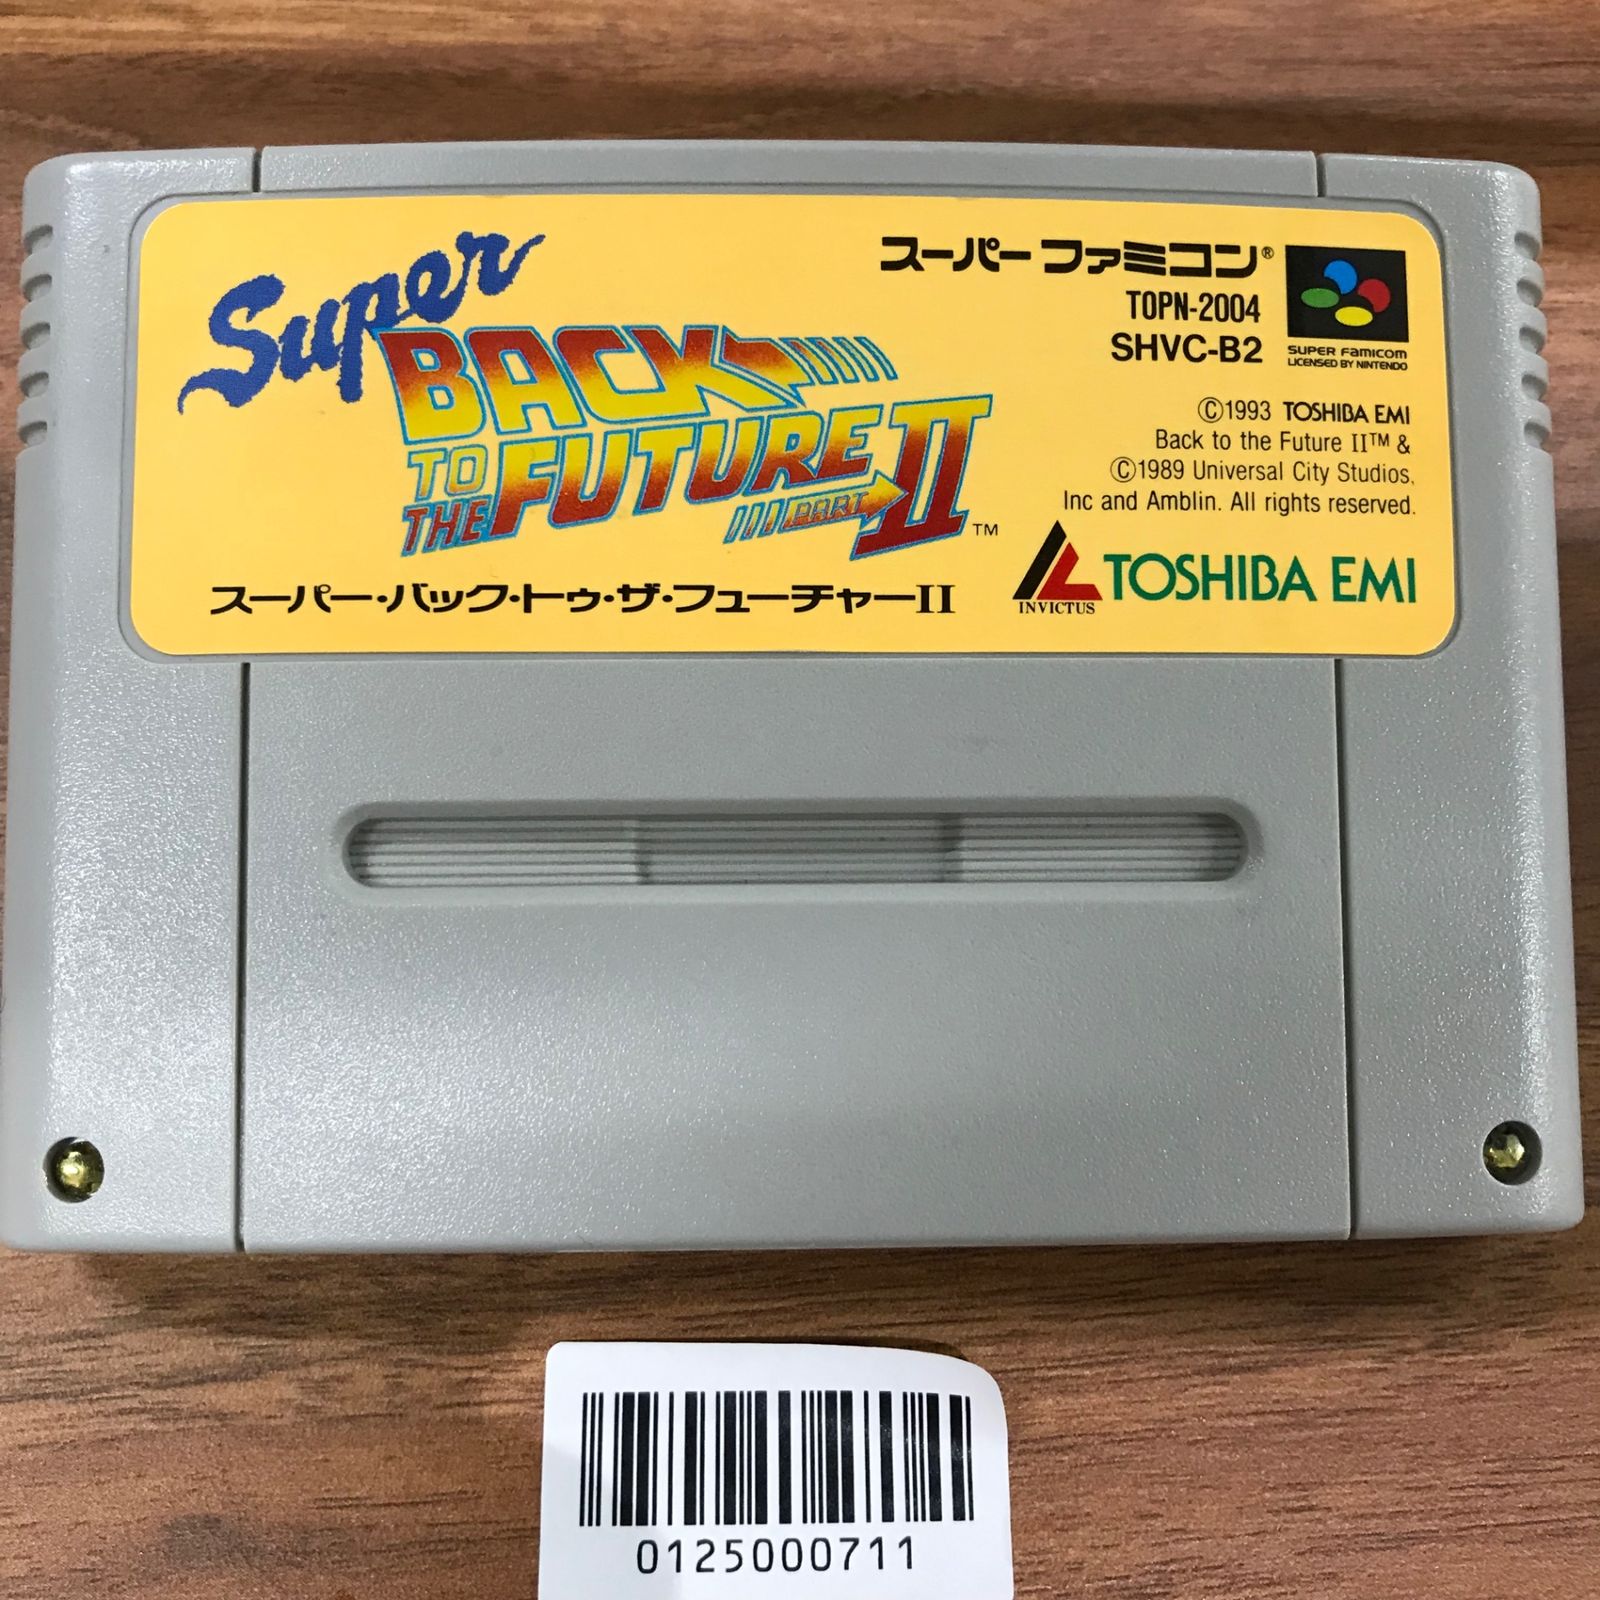 Super
BACK
TO
THE FUTURE
PART II™
スーパー・バック・トゥ・ザ・フューチャーII
スーパーファミコン®
TOPN-2004
SHVC-B2
SUPER FAMICOM
LICENSED BY NINTENDO
©1993 TOSHIBA EMI
Back to the Future II™ &
©1989 Universal City Studios,
Inc and Amblin. All rights reserved.
INVICTUS
TOSHIBA EMI
0125000711